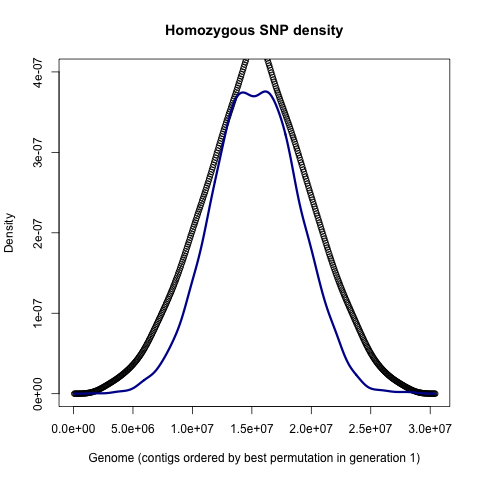 Homozygous SNP density
Density
4e-07
3e-07
2e-07
1e-07
0e+00
0.0e+00 5.0e+06 1.0e+07 1.5e+07 2.0e+07 2.5e+07 3.0e+07
Genome (contigs ordered by best permutation in generation 1)